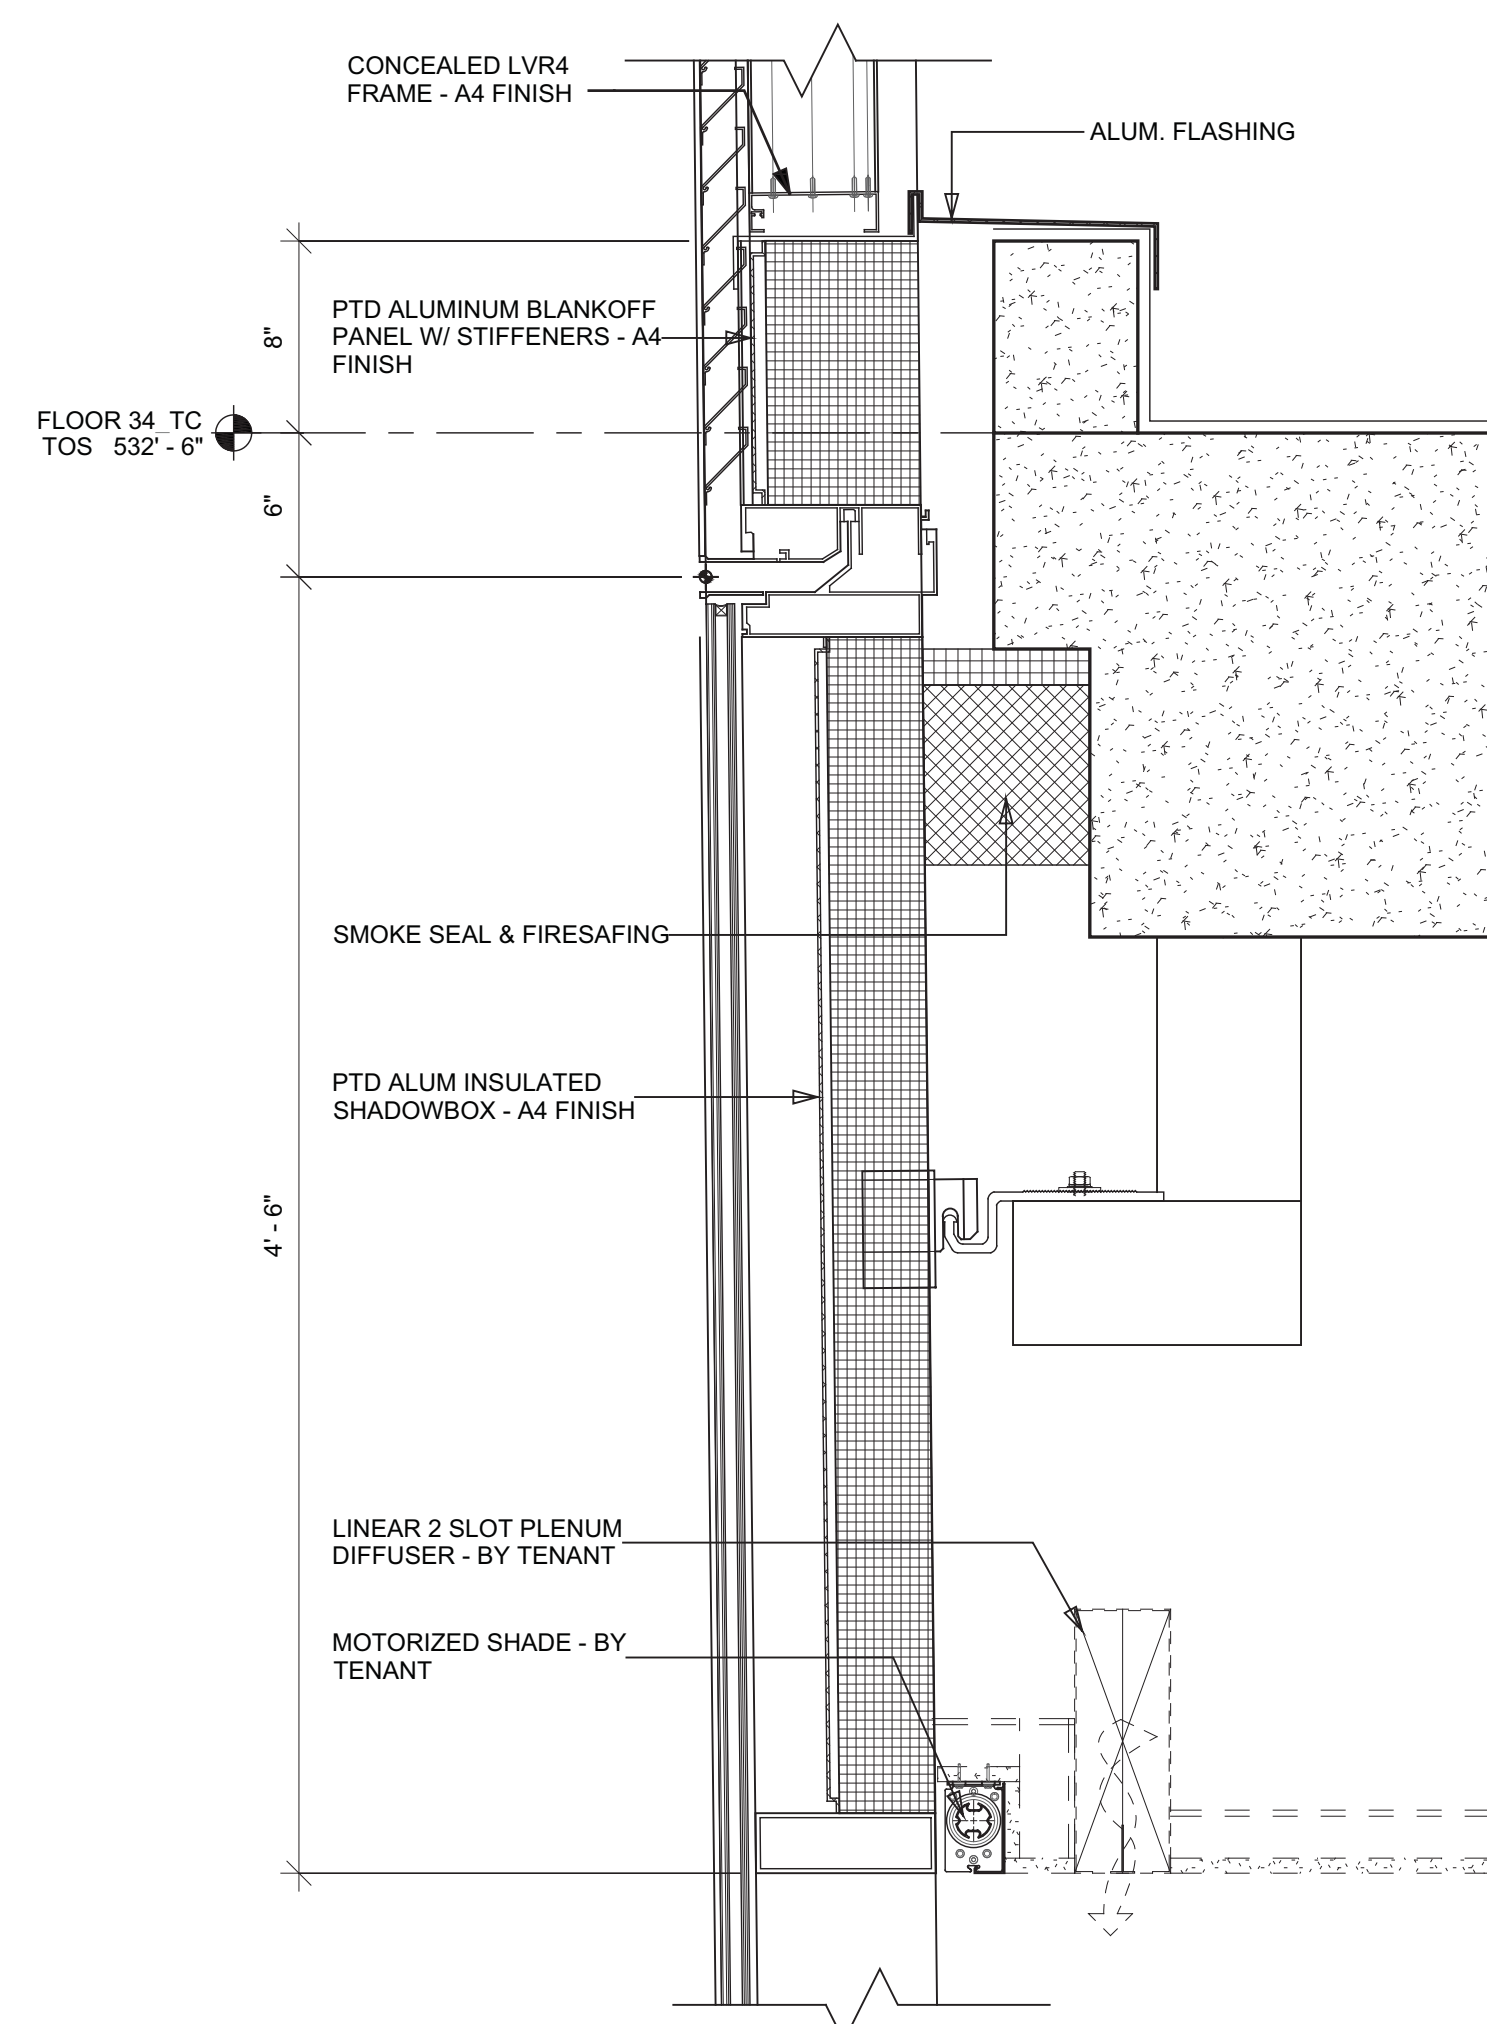 CONCEALED LVR4
FRAME - A4 FINISH
ALUM. FLASHING
PTD ALUMINUM BLANKOFF
PANEL W/ STIFFENERS - A4
FINISH
8"
FLOOR 34_TC
TOS 532' - 6"
6"
SMOKE SEAL & FIRESAFING
PTD ALUM INSULATED
SHADOWBOX - A4 FINISH
4' - 6"
LINEAR 2 SLOT PLENUM
DIFFUSER - BY TENANT
MOTORIZED SHADE - BY
TENANT